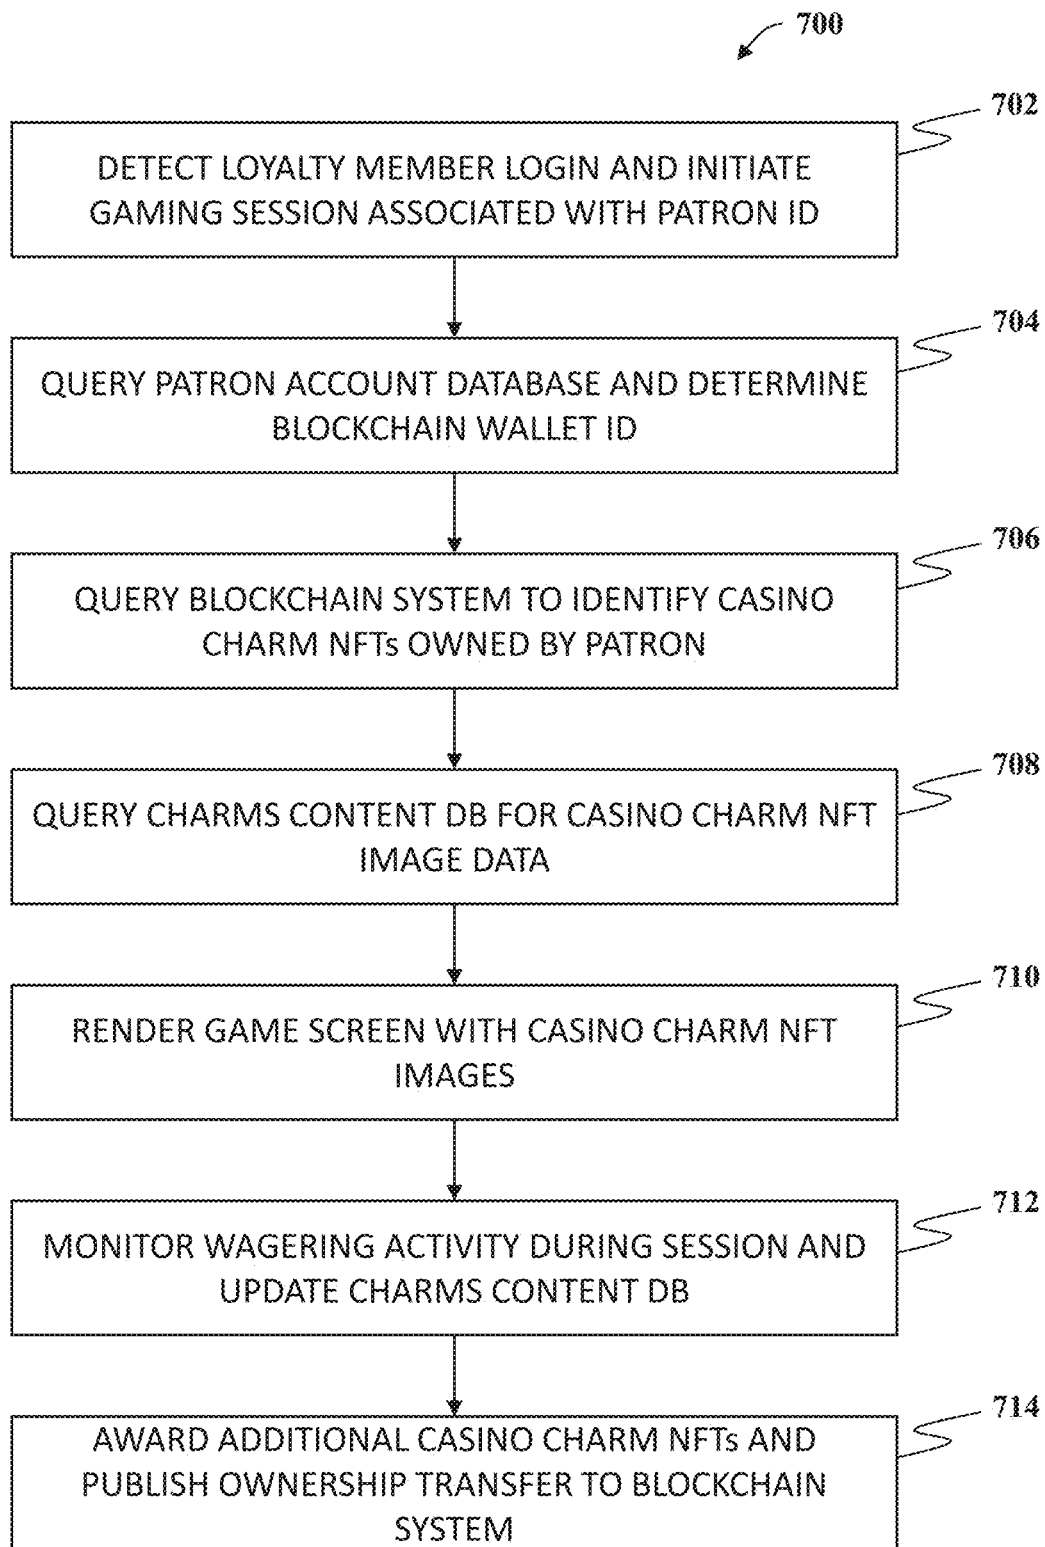 700
702
DETECT LOYALTY MEMBER LOGIN AND INITIATE
GAMING SESSION ASSOCIATED WITH PATRON ID
704
QUERY PATRON ACCOUNT DATABASE AND DETERMINE
BLOCKCHAIN WALLET ID
706
QUERY BLOCKCHAIN SYSTEM TO IDENTIFY CASINO
CHARM NFTs OWNED BY PATRON
708
QUERY CHARMS CONTENT DB FOR CASINO CHARM NFT
IMAGE DATA
710
RENDER GAME SCREEN WITH CASINO CHARM NFT
IMAGES
712
MONITOR WAGERING ACTIVITY DURING SESSION AND
UPDATE CHARMS CONTENT DB
714
AWARD ADDITIONAL CASINO CHARM NFTs AND
PUBLISH OWNERSHIP TRANSFER TO BLOCKCHAIN
SYSTEM